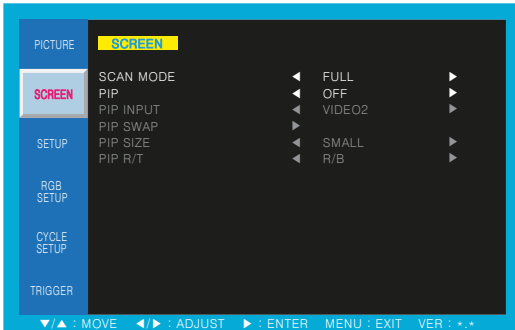 PICTURE
SCREEN
SETUP
RGB
SETUP
CYCLE
SETUP
TRIGGER
SCREEN
SCAN MODE ◀ FULL ▶
PIP ◀ OFF ▶
PIP INPUT ◀ VIDEO2 ▶
PIP SWAP ▶
PIP SIZE ◀ SMALL ▶
PIP R/T ◀ R/B ▶
▼/▲ : MOVE ◀/▶ : ADJUST ▶ : ENTER MENU : EXIT VER : *.*